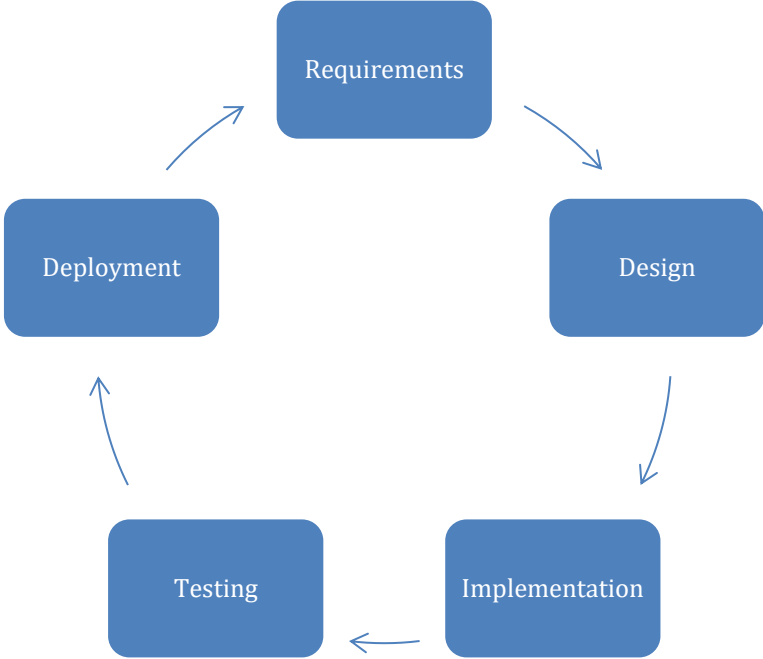 Requirements
Design
Implementation
Testing
Deployment